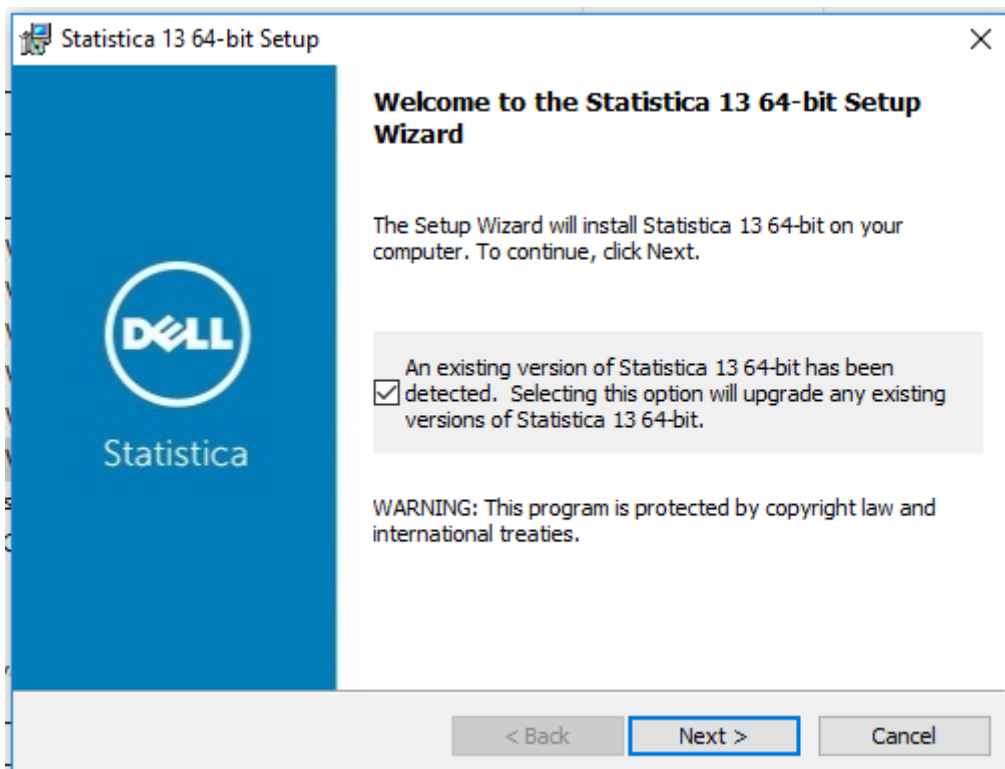 Statistica 13 64-bit Setup
Welcome to the Statistica 13 64-bit Setup
Wizard
The Setup Wizard will install Statistica 13 64-bit on your
computer. To continue, click Next.
DELL
Statistica
An existing version of Statistica 13 64-bit has been
detected.  Selecting this option will upgrade any existing
versions of Statistica 13 64-bit.
WARNING: This program is protected by copyright law and
international treaties.
< Back
Next >
Cancel